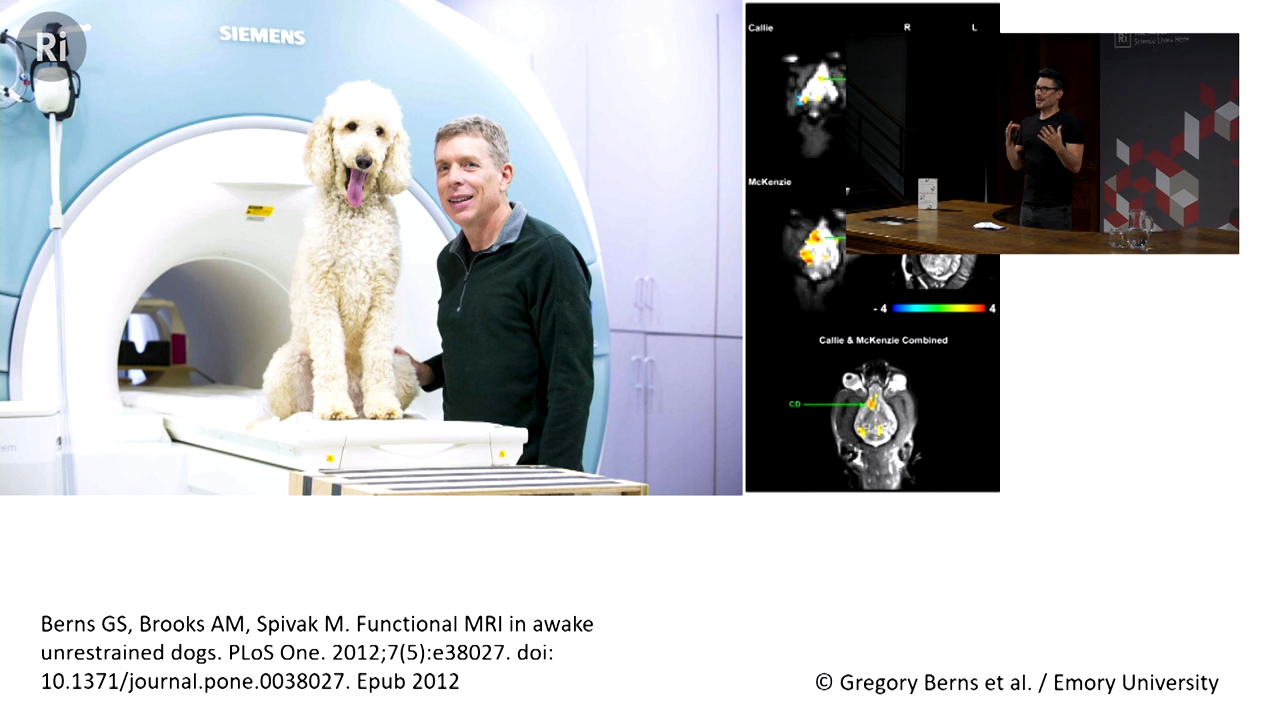 Ri
SIEMENS
Callie
R
L
Ri
McKenzie
- 4
4
Callie & McKenzie Combined
CD
Berns GS, Brooks AM, Spivak M. Functional MRI in awake
unrestrained dogs. PLoS One. 2012;7(5):e38027. doi:
10.1371/journal.pone.0038027. Epub 2012
© Gregory Berns et al. / Emory University